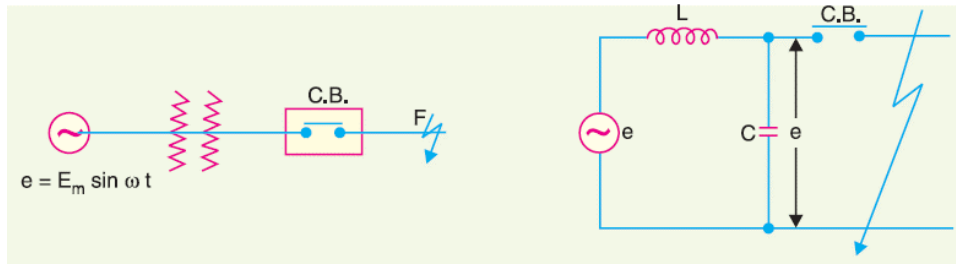 C.B.
F
e = Eₘ sin ω t
L
C.B.
e
C
e